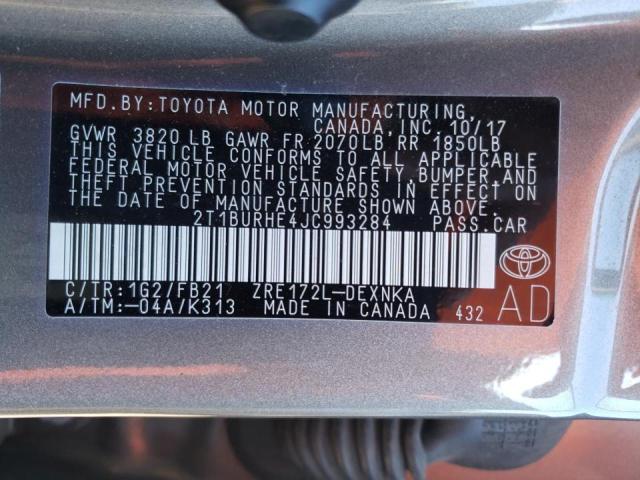 MFD.BY:TOYOTA MOTOR MANUFACTURING,
CANADA,INC. 10/17
GVWR 3820 LB GAWR FR 2070LB RR 1850LB
THIS VEHICLE CONFORMS TO ALL APPLICABLE
FEDERAL MOTOR VEHICLE SAFETY,BUMPER AND
THEFT PREVENTION STANDARDS IN EFFECT ON
THE DATE OF MANUFACTURE SHOWN ABOVE.
2T1BURHE4JC993284 PASS.CAR
C/TR:1G2/FB21 ZRE172L-DEXNKA
A/TM:-04A/K313 MADE IN CANADA 432
AD